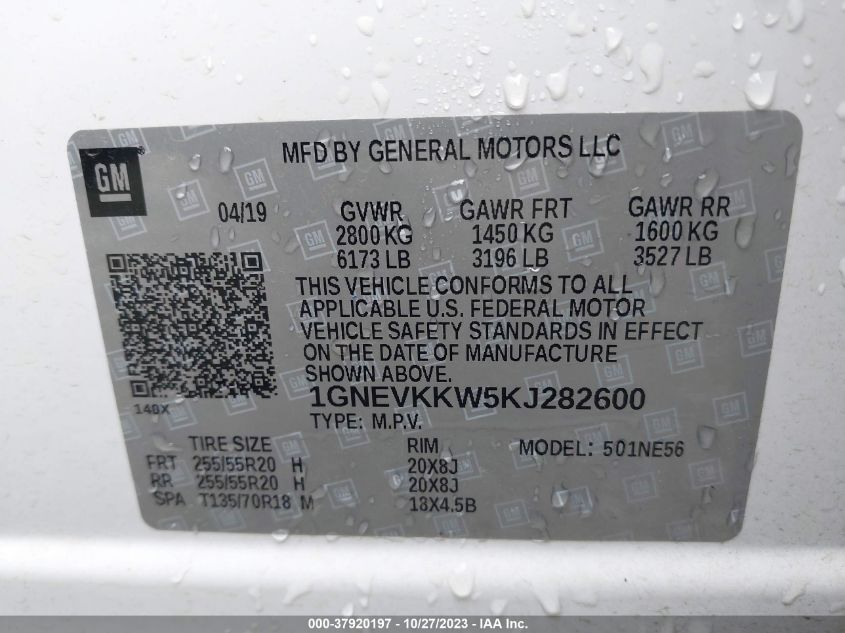 MFD BY GENERAL MOTORS LLC
GM
04/19 GVWR GAWR FRT GAWR RR
2800 KG 1450 KG 1600 KG
6173 LB 3196 LB 3527 LB
THIS VEHICLE CONFORMS TO ALL
APPLICABLE U.S. FEDERAL MOTOR
VEHICLE SAFETY STANDARDS IN EFFECT
ON THE DATE OF MANUFACTURE
SHOWN ABOVE.
148X
1GNEVKKW5KJ282600
TYPE: M.P.V.
TIRE SIZE RIM MODEL: 501NE56
FRT 255/55R20 H 20X8J
RR 255/55R20 H 20X8J
SPA T135/70R18 M 18X4.5B
000-37920197 - 10/27/2023 - IAA Inc.